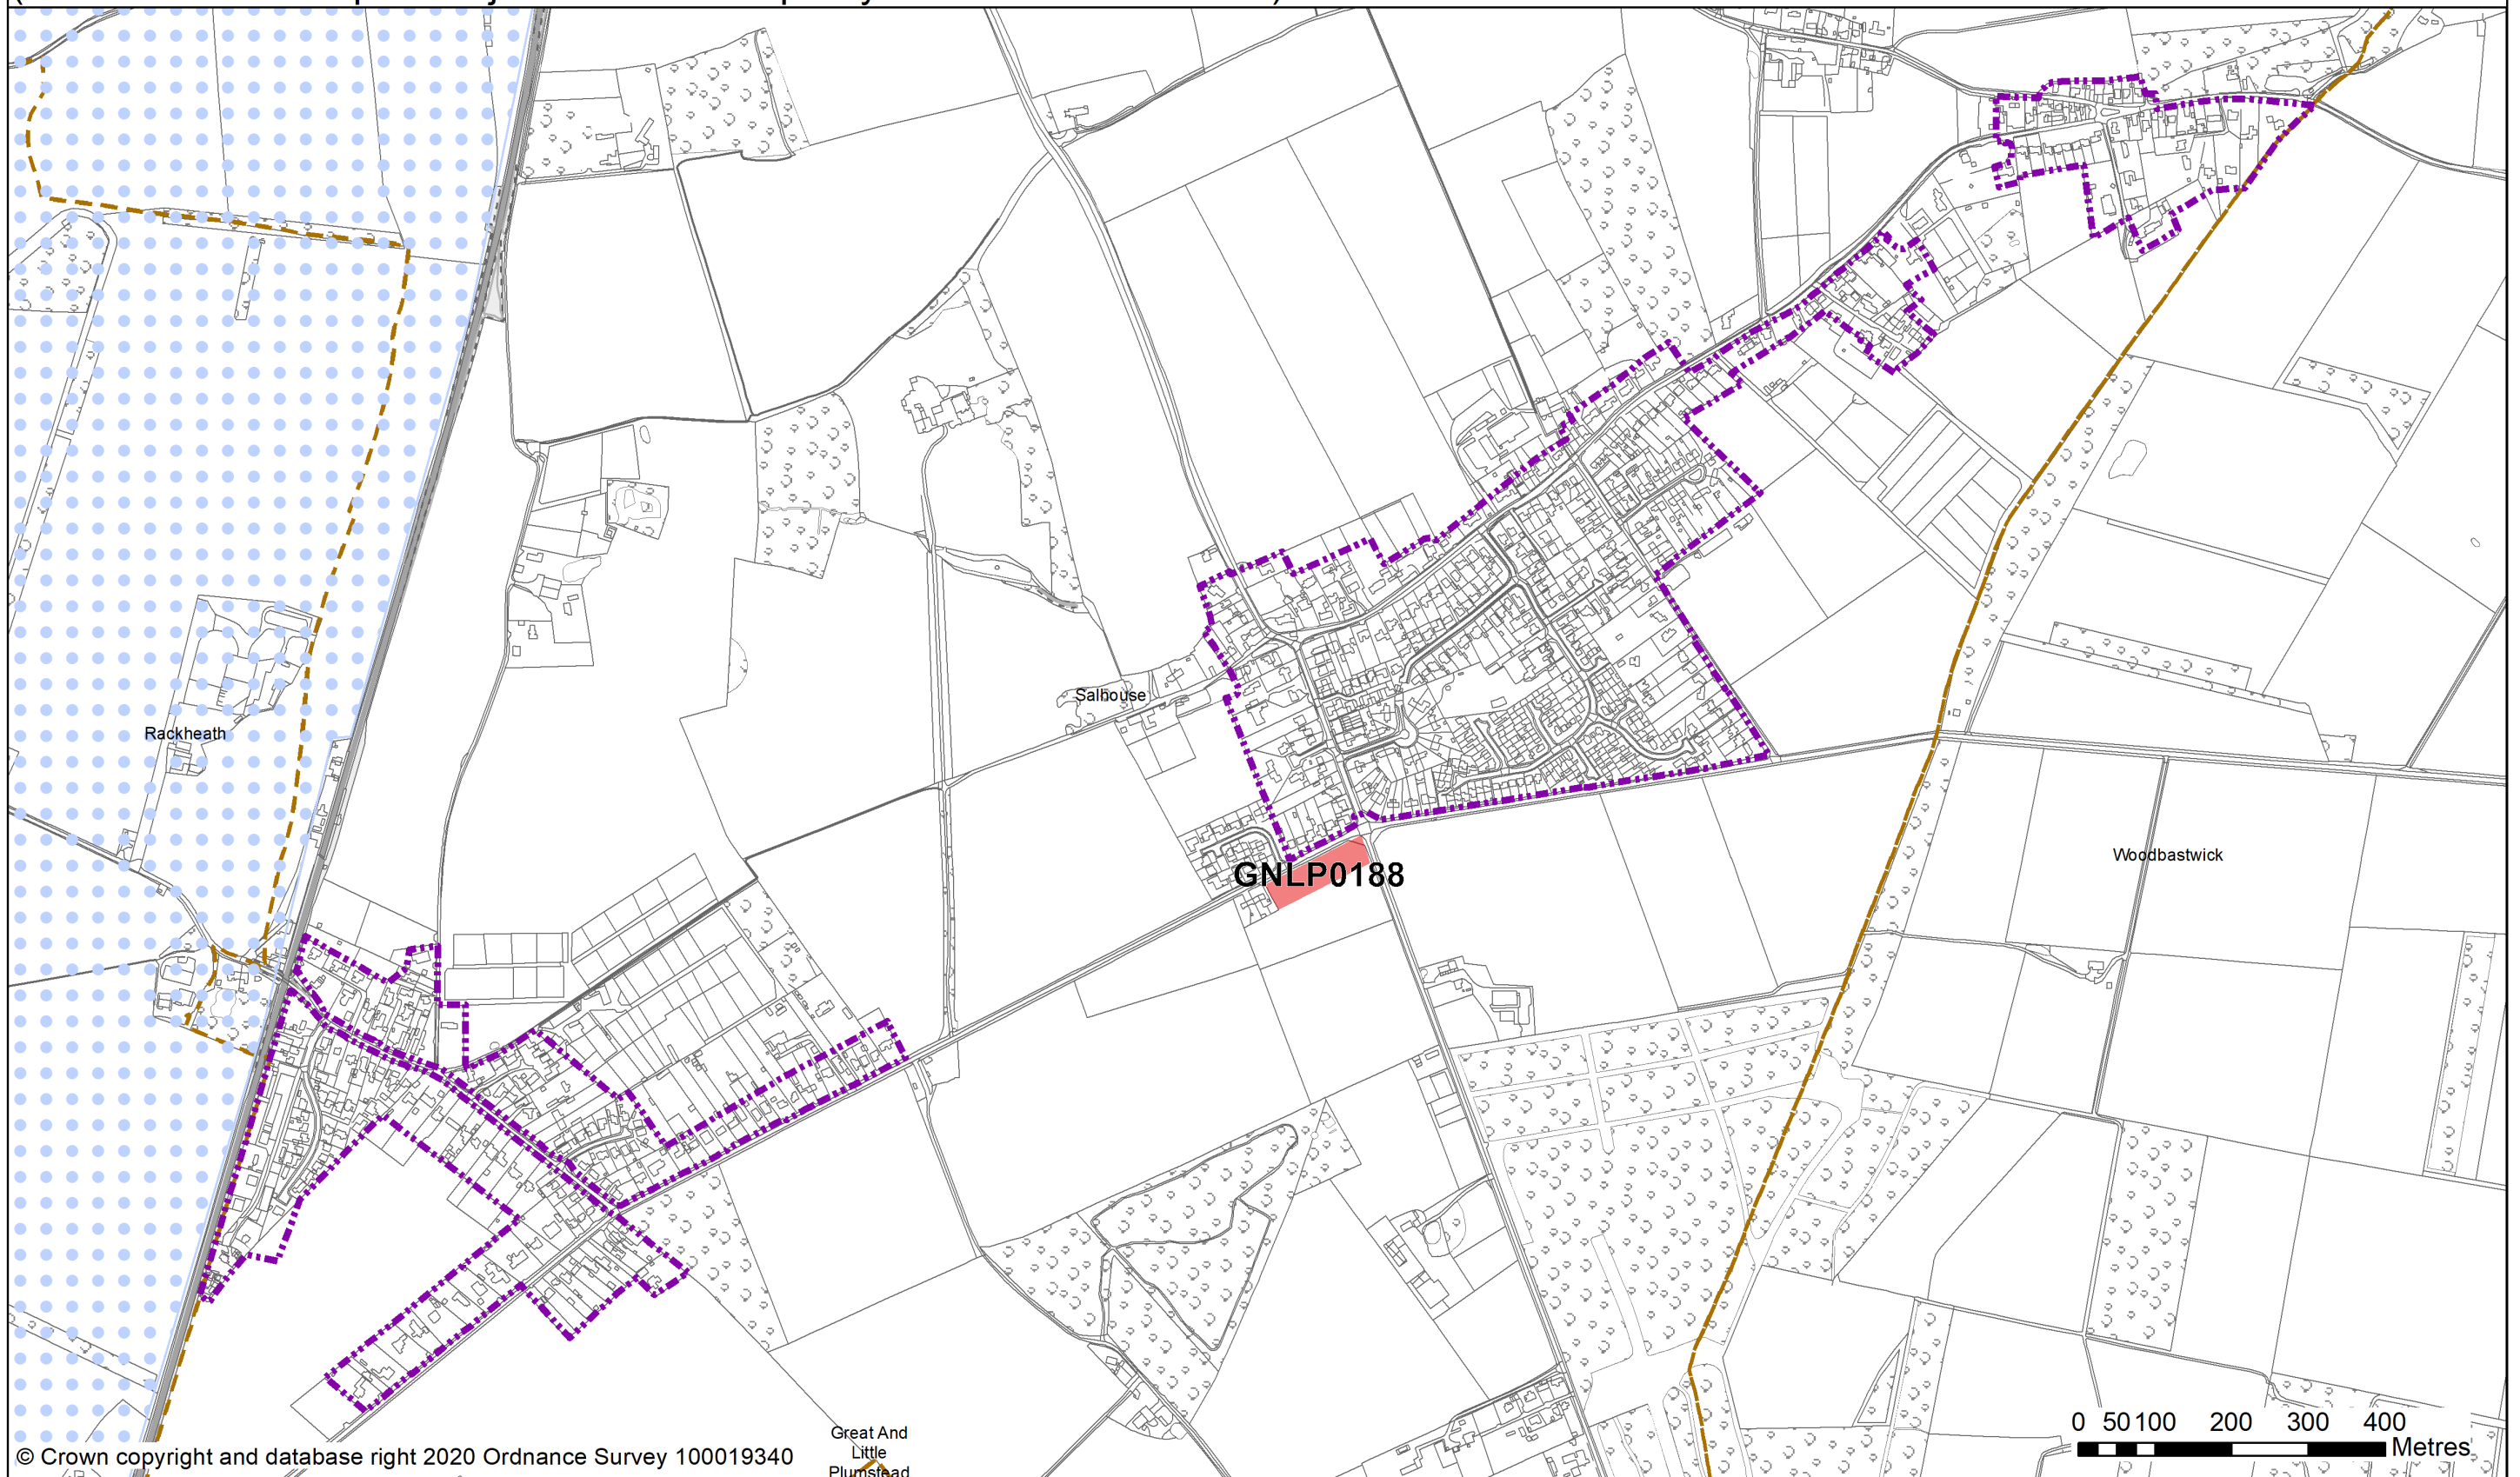 Salhouse
Rackheath
Woodbastwick
GNLP0188
Great And
Little
Plumstead
0 50 100 200 300 400
Metres
© Crown copyright and database right 2020 Ordnance Survey 100019340